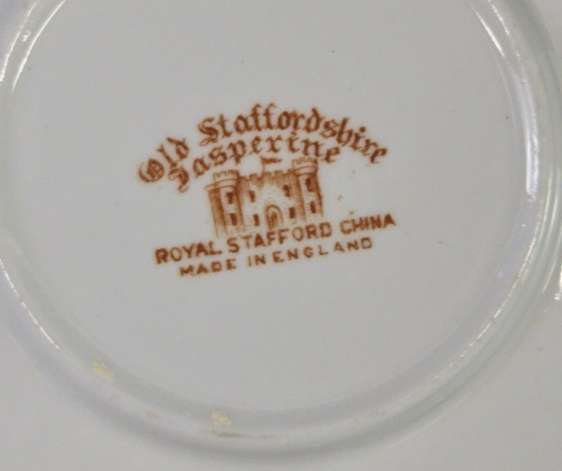 Old Staffordshire
Jasperine
ROYAL STAFFORD CHINA
MADE IN ENGLAND